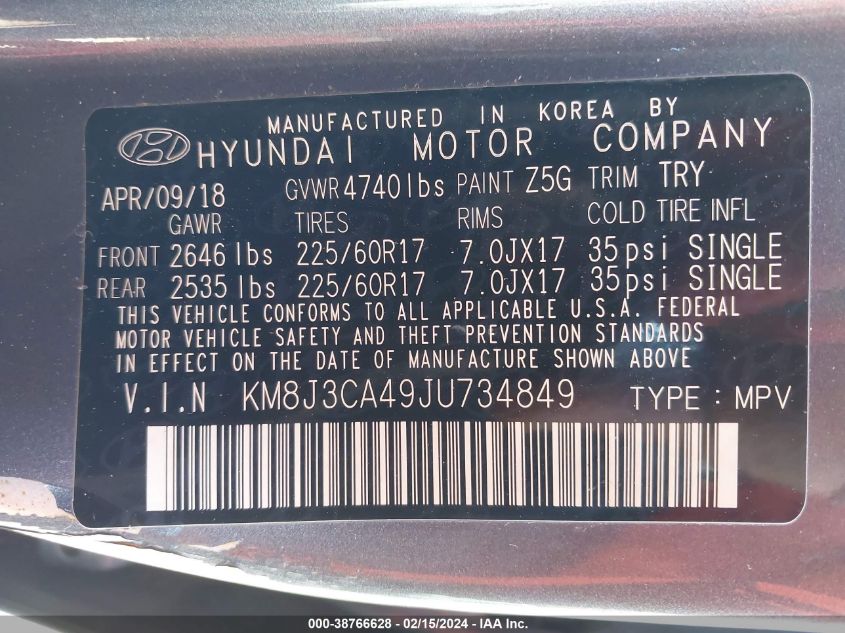 MANUFACTURED IN KOREA BY
HYUNDAI MOTOR COMPANY
APR/09/18 GVWR 4740lbs PAINT Z5G TRIM TRY
GAWR TIRES RIMS COLD TIRE INFL
FRONT 2646 lbs 225/60R17 7.0JX17 35psi SINGLE
REAR 2535 lbs 225/60R17 7.0JX17 35psi SINGLE
THIS VEHICLE CONFORMS TO ALL APPLICABLE U.S.A. FEDERAL
MOTOR VEHICLE SAFETY AND THEFT PREVENTION STANDARDS
IN EFFECT ON THE DATE OF MANUFACTURE SHOWN ABOVE
V.I.N KM8J3CA49JU734849 TYPE : MPV
000-38766628 - 02/15/2024 - IAA Inc.